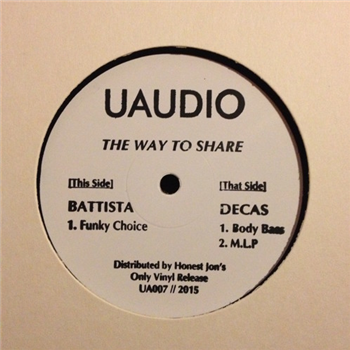 UAUDIO
THE WAY TO SHARE
[This Side]
BATTISTA
1. Funky Choice
[That Side]
DECAS
1. Body Bass
2. M.L.P
Distributed by Honest Jon's
Only Vinyl Release
UA007 // 2015